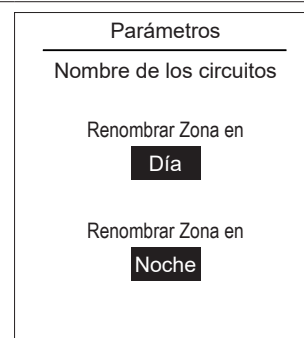 Parámetros
Nombre de los circuitos
Renombrar Zona en
Día
Renombrar Zona en
Noche